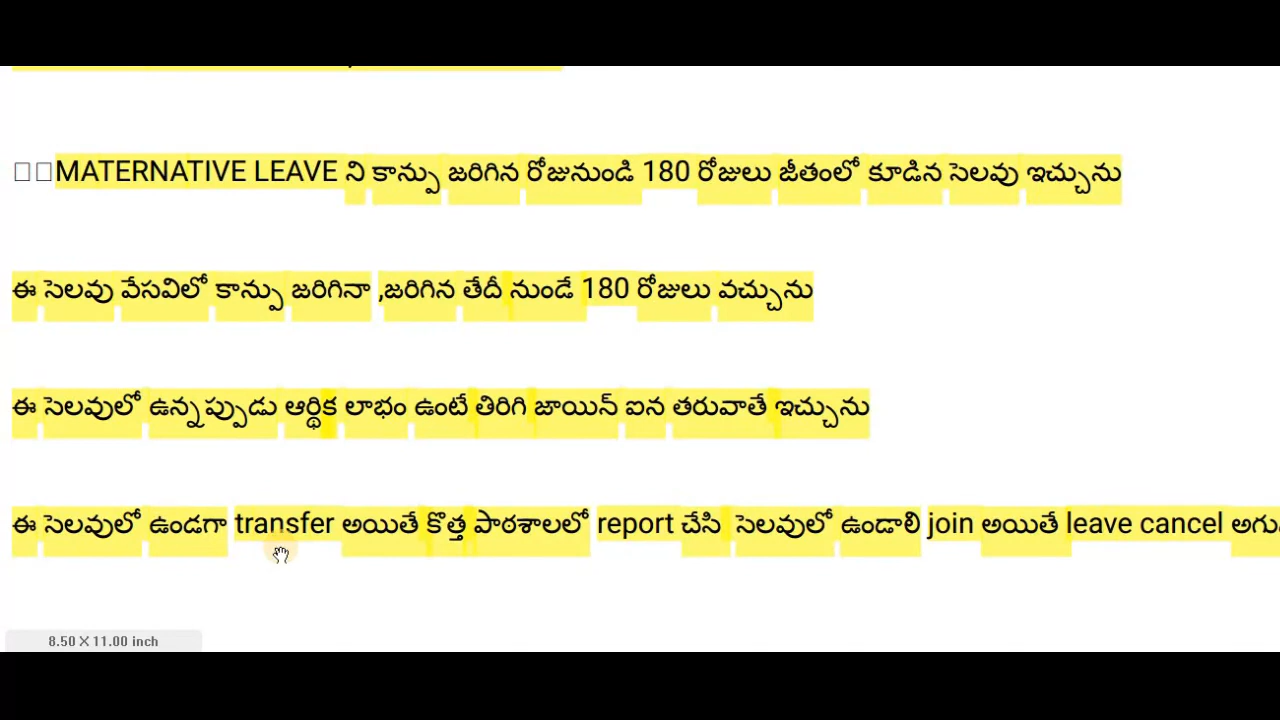 MATERNATIVE LEAVE ని కాన్పు జరిగిన రోజునుండి 180 రోజులు జీతంలో కూడిన సెలవు ఇచ్చును
ఈ సెలవు వేసవిలో కాన్పు జరిగినా ,జరిగిన తేదీ నుండే 180 రోజులు వచ్చును
ఈ సెలవులో ఉన్నప్పుడు ఆర్థిక లాభం ఉంటే తిరిగి జాయిన్ ఐన తరువాతే ఇచ్చును
ఈ సెలవులో ఉండగా transfer అయితే కొత్త పాఠశాలలో report చేసి సెలవులో ఉండాలి join అయితే leave cancel
8.50 X 11.00 inch